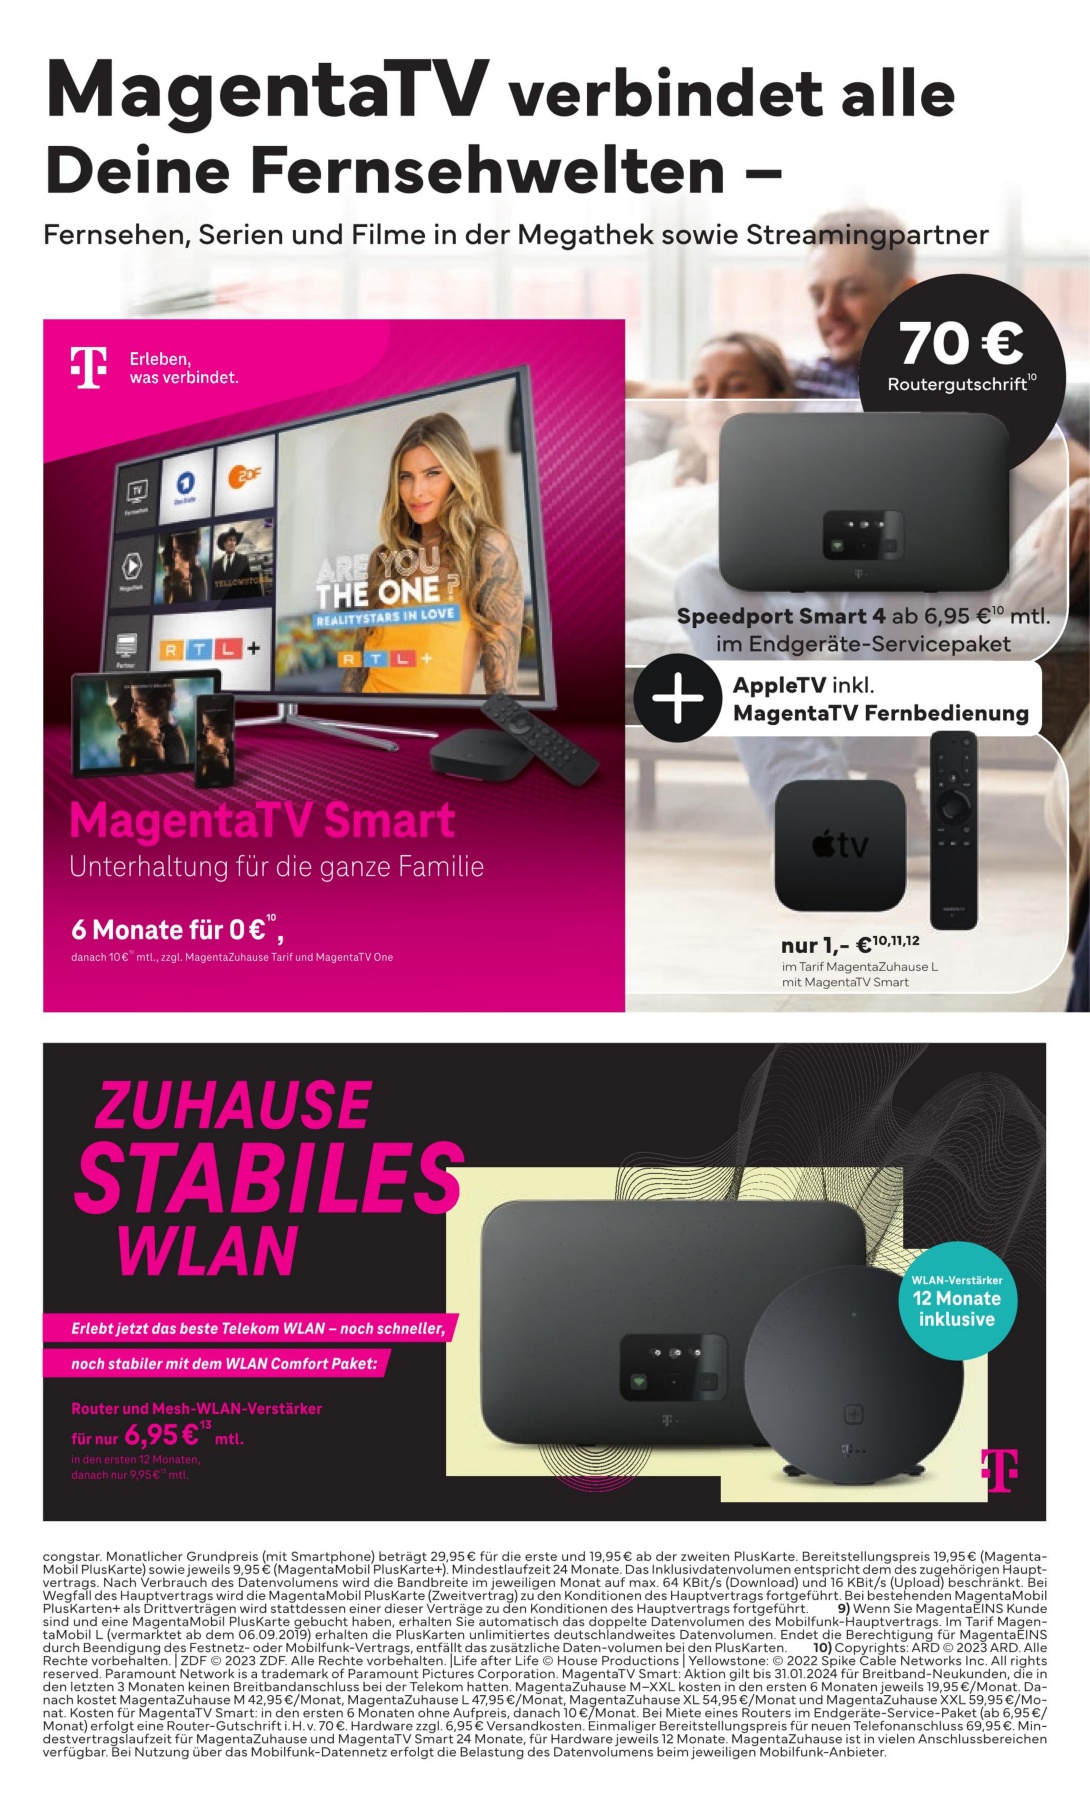 MagentaTV verbindet alle
Deine Fernsehwelten –
Fernsehen, Serien und Filme in der Megathek sowie Streamingpartner
T
Erleben,
was verbindet.
70 €
Routergutschrift¹⁰
TV
Fernsehen
Das Erste
ZDF
Megathek
YELLOWSTONE
Partner
RTL+
ARE YOU
THE ONE?
REALITYSTARS IN LOVE
RTL+
Speedport Smart 4 ab 6,95 €¹⁰ mtl.
im Endgeräte-Servicepaket
+
AppleTV inkl.
MagentaTV Fernbedienung
tv
MagentaTV Smart
Unterhaltung für die ganze Familie
6 Monate für 0 €¹⁰,
danach 10 €¹⁰ mtl., zzgl. MagentaZuhause Tarif und MagentaTV One
nur 1,- €¹⁰,¹¹,¹²
im Tarif MagentaZuhause L
mit MagentaTV Smart
ZUHAUSE
STABILES
WLAN
Erlebt jetzt das beste Telekom WLAN – noch schneller,
noch stabiler mit dem WLAN Comfort Paket:
Router und Mesh-WLAN-Verstärker
für nur 6,95 €¹³ mtl.
in den ersten 12 Monaten,
danach nur 9,95 €¹³ mtl.
WLAN-Verstärker
12 Monate
inklusive
T
congstar. Monatlicher Grundpreis (mit Smartphone) beträgt 29,95 € für die erste und 19,95 € ab der zweiten PlusKarte. Bereitstellungspreis 19,95 € (Magenta-
Mobil PlusKarte) sowie jeweils 9,95 € (MagentaMobil PlusKarte+). Mindestlaufzeit 24 Monate. Das Inklusivdatenvolumen entspricht dem des zugehörigen Haupt-
vertrags. Nach Verbrauch des Datenvolumens wird die Bandbreite im jeweiligen Monat auf max. 64 KBit/s (Download) und 16 KBit/s (Upload) beschränkt. Bei
Wegfall des Hauptvertrags wird die MagentaMobil PlusKarte (Zweitvertrag) zu den Konditionen des Hauptvertrags fortgeführt. Bei bestehenden MagentaMobil
PlusKarten+ als Drittverträgen wird stattdessen einer dieser Verträge zu den Konditionen des Hauptvertrags fortgeführt. 9) Wenn Sie MagentaEINS Kunde
sind und eine MagentaMobil PlusKarte gebucht haben, erhalten Sie automatisch das doppelte Datenvolumen des Mobilfunk-Hauptvertrags. Im Tarif Magen-
taMobil L (vermarktet ab dem 06.09.2019) erhalten die PlusKarten unlimitiertes deutschlandweites Datenvolumen. Endet die Berechtigung für MagentaEINS
durch Beendigung des Festnetz- oder Mobilfunk-Vertrags, entfällt das zusätzliche Daten-volumen bei den PlusKarten. 10) Copyrights: ARD © 2023 ARD. Alle
Rechte vorbehalten. | ZDF © 2023 ZDF. Alle Rechte vorbehalten. |Life after Life © House Productions | Yellowstone: © 2022 Spike Cable Networks Inc. All rights
reserved. Paramount Network is a trademark of Paramount Pictures Corporation. MagentaTV Smart: Aktion gilt bis 31.01.2024 für Breitband-Neukunden, die in
den letzten 3 Monaten keinen Breitbandanschluss bei der Telekom hatten. MagentaZuhause M–XXL kosten in den ersten 6 Monaten jeweils 19,95 €/Monat. Da-
nach kostet MagentaZuhause M 42,95 €/Monat, MagentaZuhause L 47,95 €/Monat, MagentaZuhause XL 54,95 €/Monat und MagentaZuhause XXL 59,95 €/Mo-
nat. Kosten für MagentaTV Smart: in den ersten 6 Monaten ohne Aufpreis, danach 10 €/Monat. Bei Miete eines Routers im Endgeräte-Service-Paket (ab 6,95 €/
Monat) erfolgt eine Router-Gutschrift i. H. v. 70 €. Hardware zzgl. 6,95 € Versandkosten. Einmaliger Bereitstellungspreis für neuen Telefonanschluss 69,95 €. Min-
destvertragslaufzeit für MagentaZuhause und MagentaTV Smart 24 Monate, für Hardware jeweils 12 Monate. MagentaZuhause ist in vielen Anschlussbereichen
verfügbar. Bei Nutzung über das Mobilfunk-Datennetz erfolgt die Belastung des Datenvolumens beim jeweiligen Mobilfunk-Anbieter.